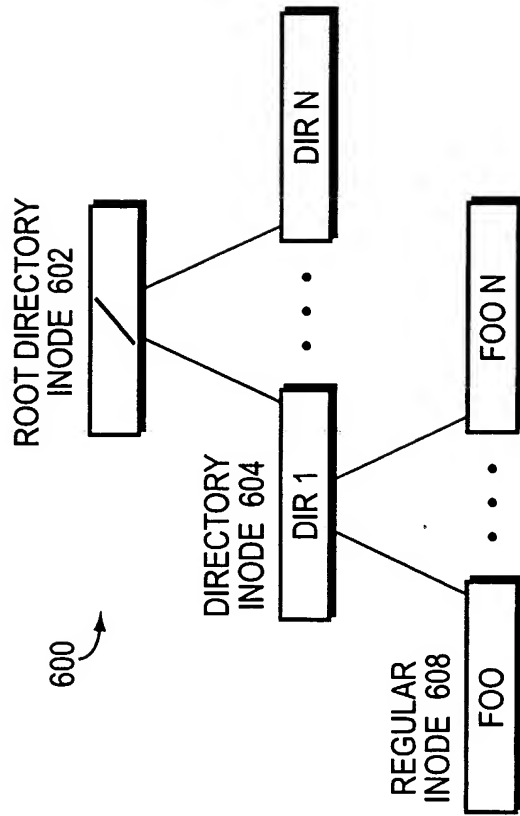 600
ROOT DIRECTORY
INODE 602
/
DIRECTORY
INODE 604
DIR 1
• • •
DIR N
REGULAR
INODE 608
FOO
• • •
FOO N